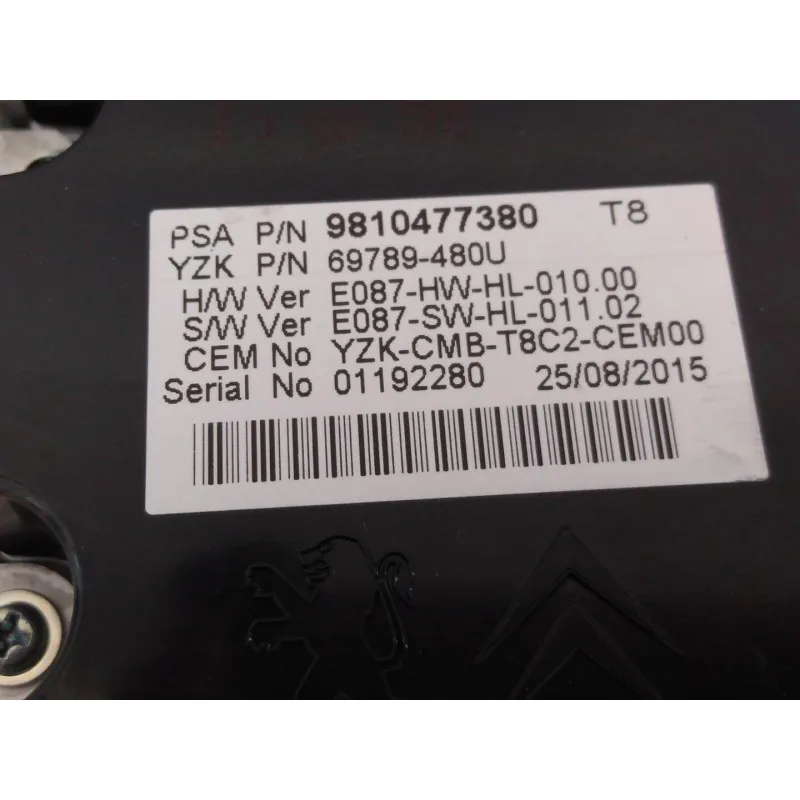 PSA P/N 9810477380 T8
YZK P/N 69789-480U
H/W Ver E087-HW-HL-010.00
S/W Ver E087-SW-HL-011.02
CEM No YZK-CMB-T8C2-CEM00
Serial No 01192280 25/08/2015